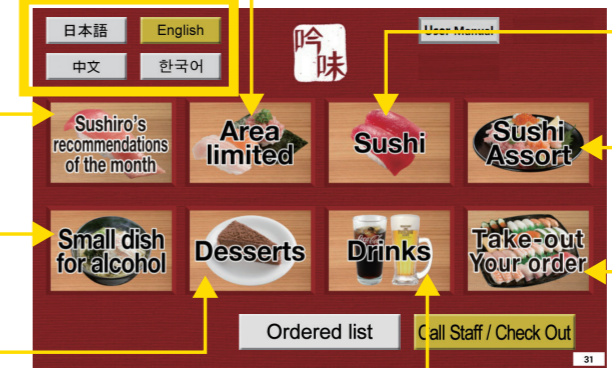 日本語
English
中文
한국어
吟
味
User Manual
Sushiro's
recommendations
of the month
Area
limited
Sushi
Sushi
Assort
Small dish
for alcohol
Desserts
Drinks
Take-out
Your order
Ordered list
Call Staff / Check Out
31